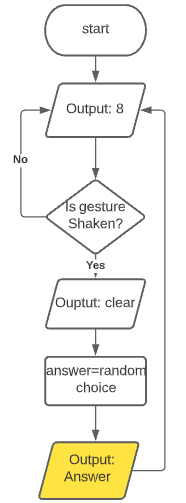 start
Output: 8
No
Is gesture
Shaken?
Yes
Ouptut: clear
answer=random
choice
Output:
Answer